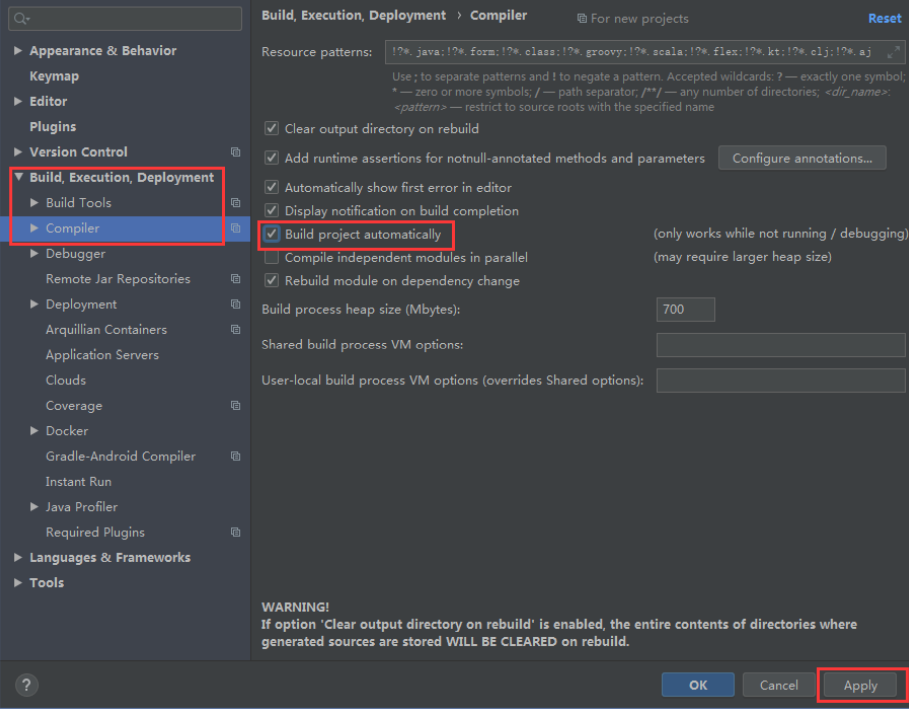 Appearance & Behavior
Keymap
Editor
Plugins
Version Control
Build, Execution, Deployment
Build Tools
Compiler
Debugger
Remote Jar Repositories
Deployment
Arquillian Containers
Application Servers
Clouds
Coverage
Docker
Gradle-Android Compiler
Instant Run
Java Profiler
Required Plugins
Languages & Frameworks
Tools
Build, Execution, Deployment › Compiler For new projects Reset
Resource patterns: !?*.java;!?*.form;!?*.class;!?*.groovy;!?*.scala;!?*.flex;!?*.kt;!?*.clj;!?*.aj
Use ; to separate patterns and ! to negate a pattern. Accepted wildcards: ? — exactly one symbol;
* — zero or more symbols; / — path separator; /**/ — any number of directories; <dir_name>:
<pattern> — restrict to source roots with the specified name
Clear output directory on rebuild
Add runtime assertions for notnull-annotated methods and parameters Configure annotations...
Automatically show first error in editor
Display notification on build completion
Build project automatically (only works while not running / debugging)
Compile independent modules in parallel (may require larger heap size)
Rebuild module on dependency change
Build process heap size (Mbytes): 700
Shared build process VM options:
User-local build process VM options (overrides Shared options):
WARNING!
If option 'Clear output directory on rebuild' is enabled, the entire contents of directories where
generated sources are stored WILL BE CLEARED on rebuild.
? OK Cancel Apply